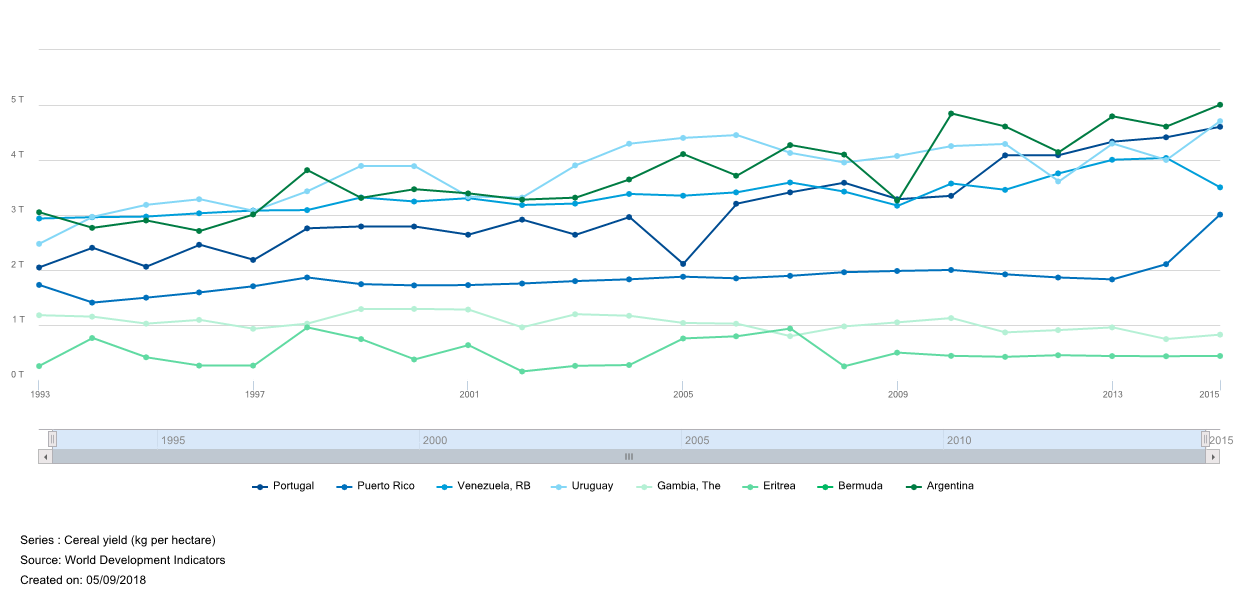 5 T
4 T
3 T
2 T
1 T
0 T
1993 1997 2001 2005 2009 2013 2015
1995 2000 2005 2010 2015
Portugal Puerto Rico Venezuela, RB Uruguay Gambia, The Eritrea Bermuda Argentina
Series : Cereal yield (kg per hectare)
Source: World Development Indicators
Created on: 05/09/2018